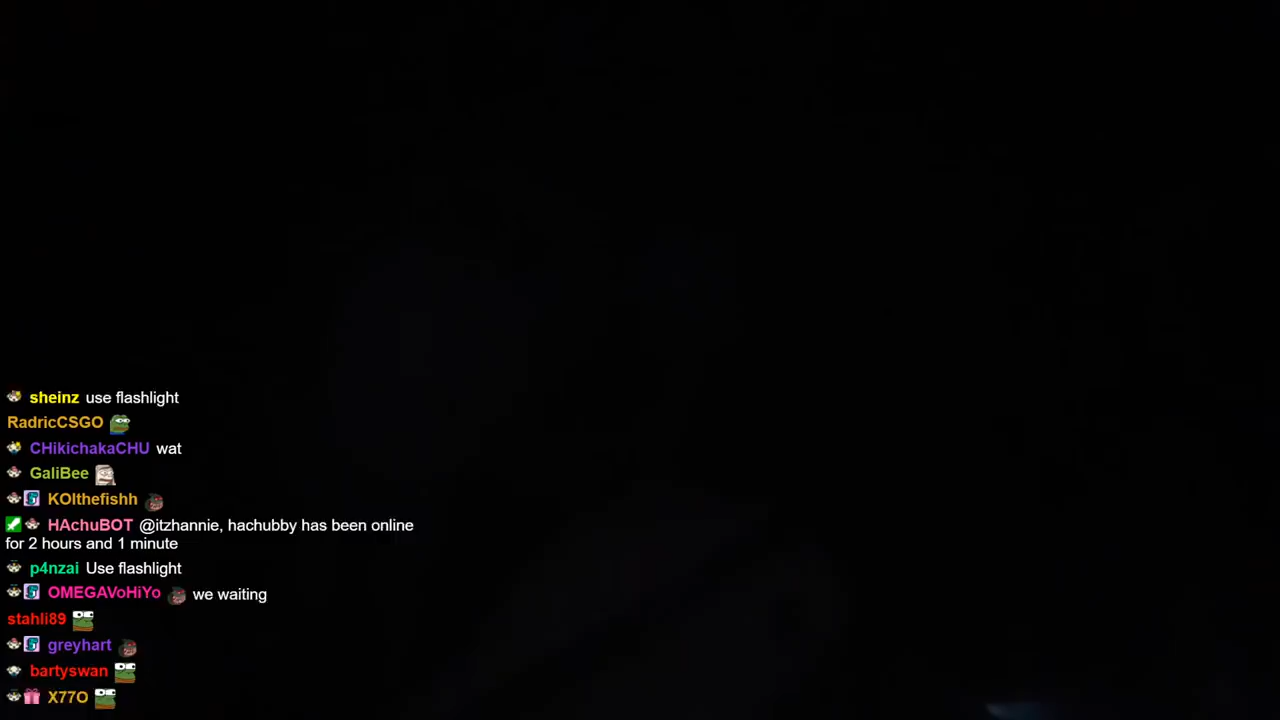 sheinz use flashlight
RadricCSGO
CHikichakaCHU wat
GaliBee
KOIthefishh
HAchuBOT @itzhannie, hachubby has been online
for 2 hours and 1 minute
p4nzai Use flashlight
OMEGAVoHiYo we waiting
stahli89
greyhart
bartyswan
X77O